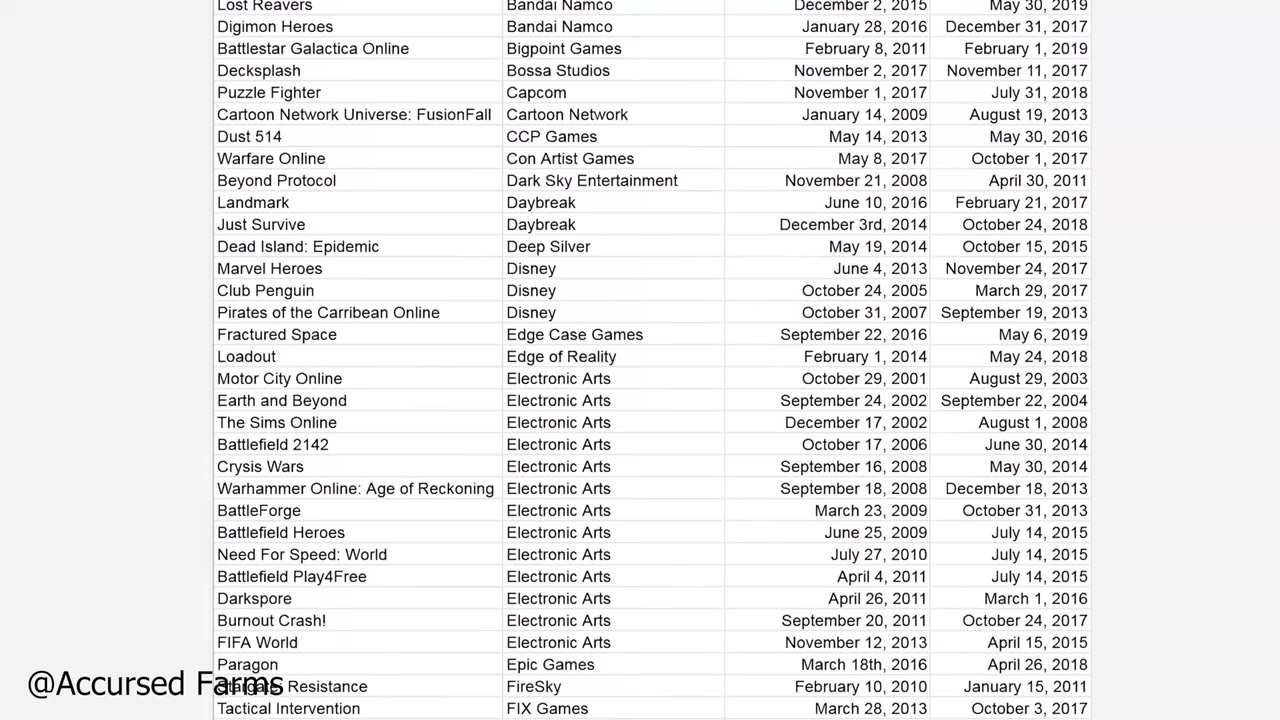 Lost Reavers Bandai Namco December 2, 2015 May 30, 2019
Digimon Heroes Bandai Namco January 28, 2016 December 31, 2017
Battlestar Galactica Online Bigpoint Games February 8, 2011 February 1, 2019
Decksplash Bossa Studios November 2, 2017 November 11, 2017
Puzzle Fighter Capcom November 1, 2017 July 31, 2018
Cartoon Network Universe: FusionFall Cartoon Network January 14, 2009 August 19, 2013
Dust 514 CCP Games May 14, 2013 May 30, 2016
Warfare Online Con Artist Games May 8, 2017 October 1, 2017
Beyond Protocol Dark Sky Entertainment November 21, 2008 April 30, 2011
Landmark Daybreak June 10, 2016 February 21, 2017
Just Survive Daybreak December 3rd, 2014 October 24, 2018
Dead Island: Epidemic Deep Silver May 19, 2014 October 15, 2015
Marvel Heroes Disney June 4, 2013 November 24, 2017
Club Penguin Disney October 24, 2005 March 29, 2017
Pirates of the Carribean Online Disney October 31, 2007 September 19, 2013
Fractured Space Edge Case Games September 22, 2016 May 6, 2019
Loadout Edge of Reality February 1, 2014 May 24, 2018
Motor City Online Electronic Arts October 29, 2001 August 29, 2003
Earth and Beyond Electronic Arts September 24, 2002 September 22, 2004
The Sims Online Electronic Arts December 17, 2002 August 1, 2008
Battlefield 2142 Electronic Arts October 17, 2006 June 30, 2014
Crysis Wars Electronic Arts September 16, 2008 May 30, 2014
Warhammer Online: Age of Reckoning Electronic Arts September 18, 2008 December 18, 2013
BattleForge Electronic Arts March 23, 2009 October 31, 2013
Battlefield Heroes Electronic Arts June 25, 2009 July 14, 2015
Need For Speed: World Electronic Arts July 27, 2010 July 14, 2015
Battlefield Play4Free Electronic Arts April 4, 2011 July 14, 2015
Darkspore Electronic Arts April 26, 2011 March 1, 2016
Burnout Crash! Electronic Arts September 20, 2011 October 24, 2017
FIFA World Electronic Arts November 12, 2013 April 15, 2015
Paragon Epic Games March 18th, 2016 April 26, 2018
@Accursed Farms
Stargate Resistance FireSky February 10, 2010 January 15, 2011
Tactical Intervention FIX Games March 28, 2013 October 3, 2017